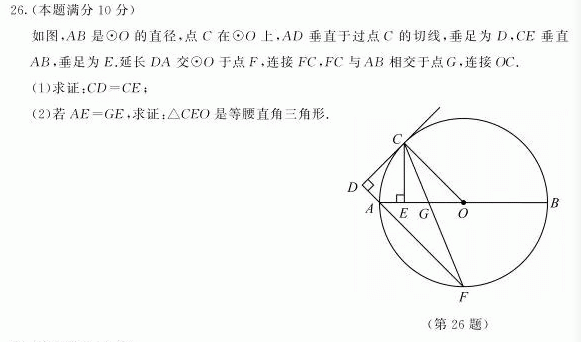 26.(本题满分 10 分)
如图,AB 是⊙O 的直径,点 C 在⊙O 上,AD 垂直于过点 C 的切线,垂足为 D,CE 垂直
AB,垂足为 E.延长 DA 交⊙O 于点 F,连接 FC,FC 与 AB 相交于点 G,连接 OC.
(1)求证:CD=CE;
(2)若 AE=GE,求证:△CEO 是等腰直角三角形.
C
D
A E G O B
F
(第 26 题)